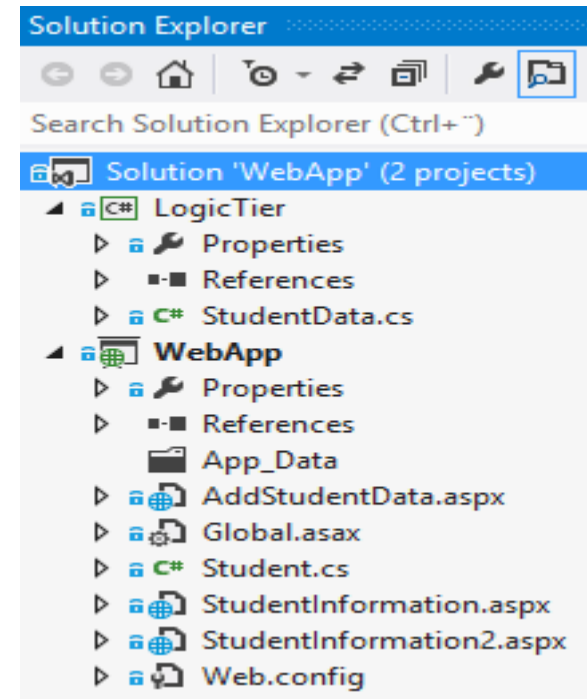 Solution Explorer
Search Solution Explorer (Ctrl+¨)
Solution 'WebApp' (2 projects)
C# LogicTier
Properties
References
C# StudentData.cs
WebApp
Properties
References
App_Data
AddStudentData.aspx
Global.asax
C# Student.cs
StudentInformation.aspx
StudentInformation2.aspx
Web.config